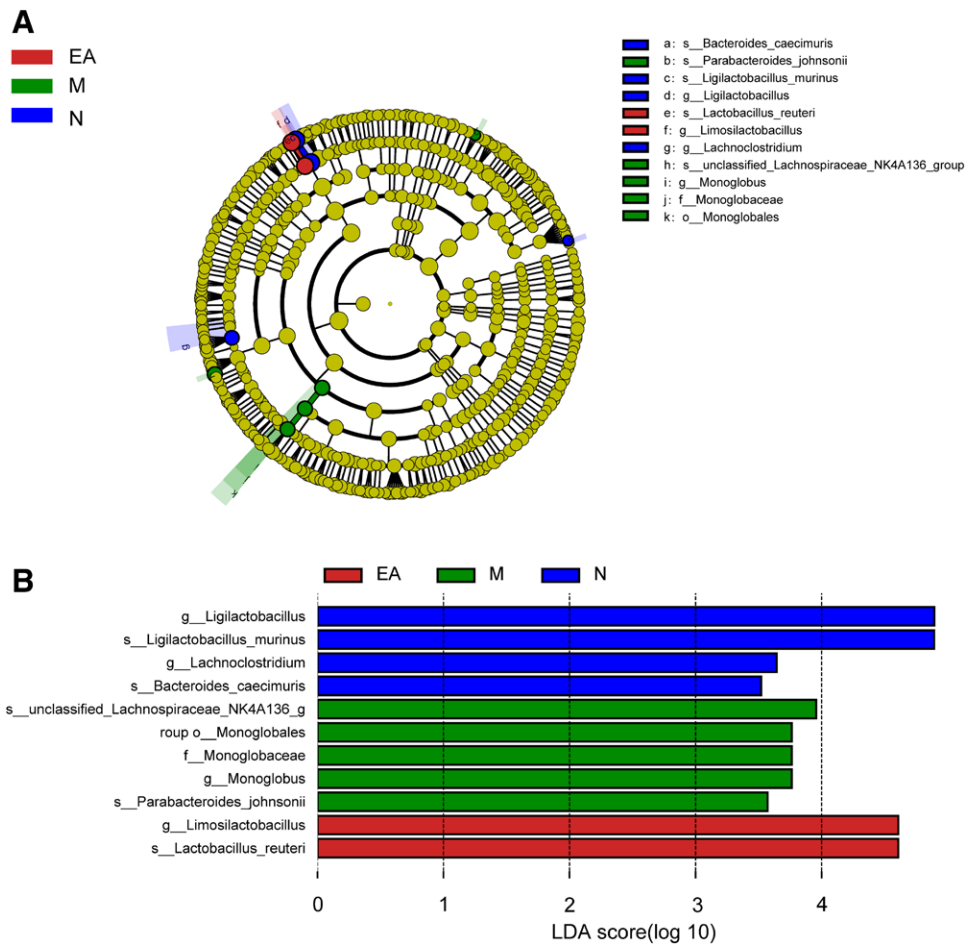 A
EA
M
N
a: s__Bacteroides_caecimuris
b: s__Parabacteroides_johnsonii
c: s__Ligilactobacillus_murinus
d: g__Ligilactobacillus
e: s__Lactobacillus_reuteri
f: g__Limosilactobacillus
g: g__Lachnoclostridium
h: s__unclassified_Lachnospiraceae_NK4A136_group
i: g__Monoglobus
j: f__Monoglobaceae
k: o__Monoglobales
g
k
B
EA M N
g__Ligilactobacillus
s__Ligilactobacillus_murinus
g__Lachnoclostridium
s__Bacteroides_caecimuris
s__unclassified_Lachnospiraceae_NK4A136_g
roup o__Monoglobales
f__Monoglobaceae
g__Monoglobus
s__Parabacteroides_johnsonii
g__Limosilactobacillus
s__Lactobacillus_reuteri
0 1 2 3 4
LDA score(log 10)